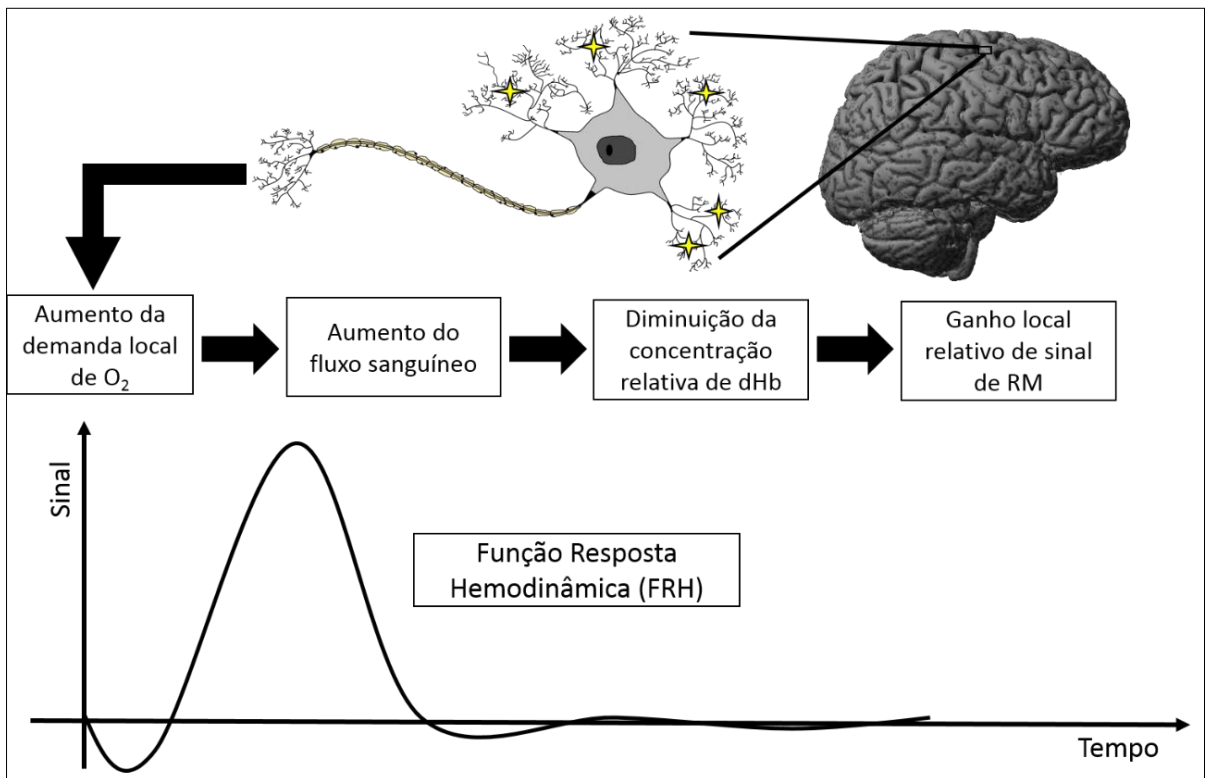 Aumento da
demanda local
de O₂
Aumento do
fluxo sanguíneo
Diminuição da
concentração
relativa de dHb
Ganho local
relativo de sinal
de RM
Sinal
Função Resposta
Hemodinâmica (FRH)
Tempo